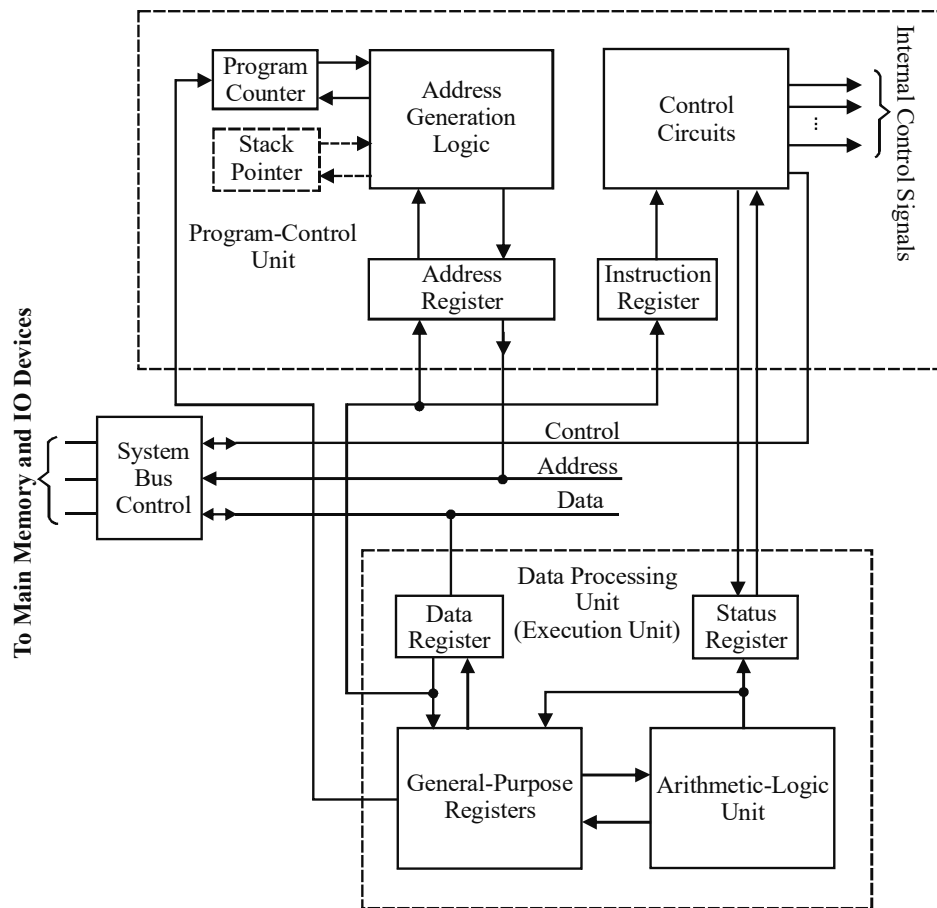 Program
Counter
Address
Generation
Logic
Control
Circuits
...
Internal Control Signals
Stack
Pointer
Program-Control
Unit
Address
Register
Instruction
Register
To Main Memory and IO Devices
System
Bus
Control
Control
Address
Data
Data Processing
Unit
(Execution Unit)
Data
Register
Status
Register
General-Purpose
Registers
Arithmetic-Logic
Unit